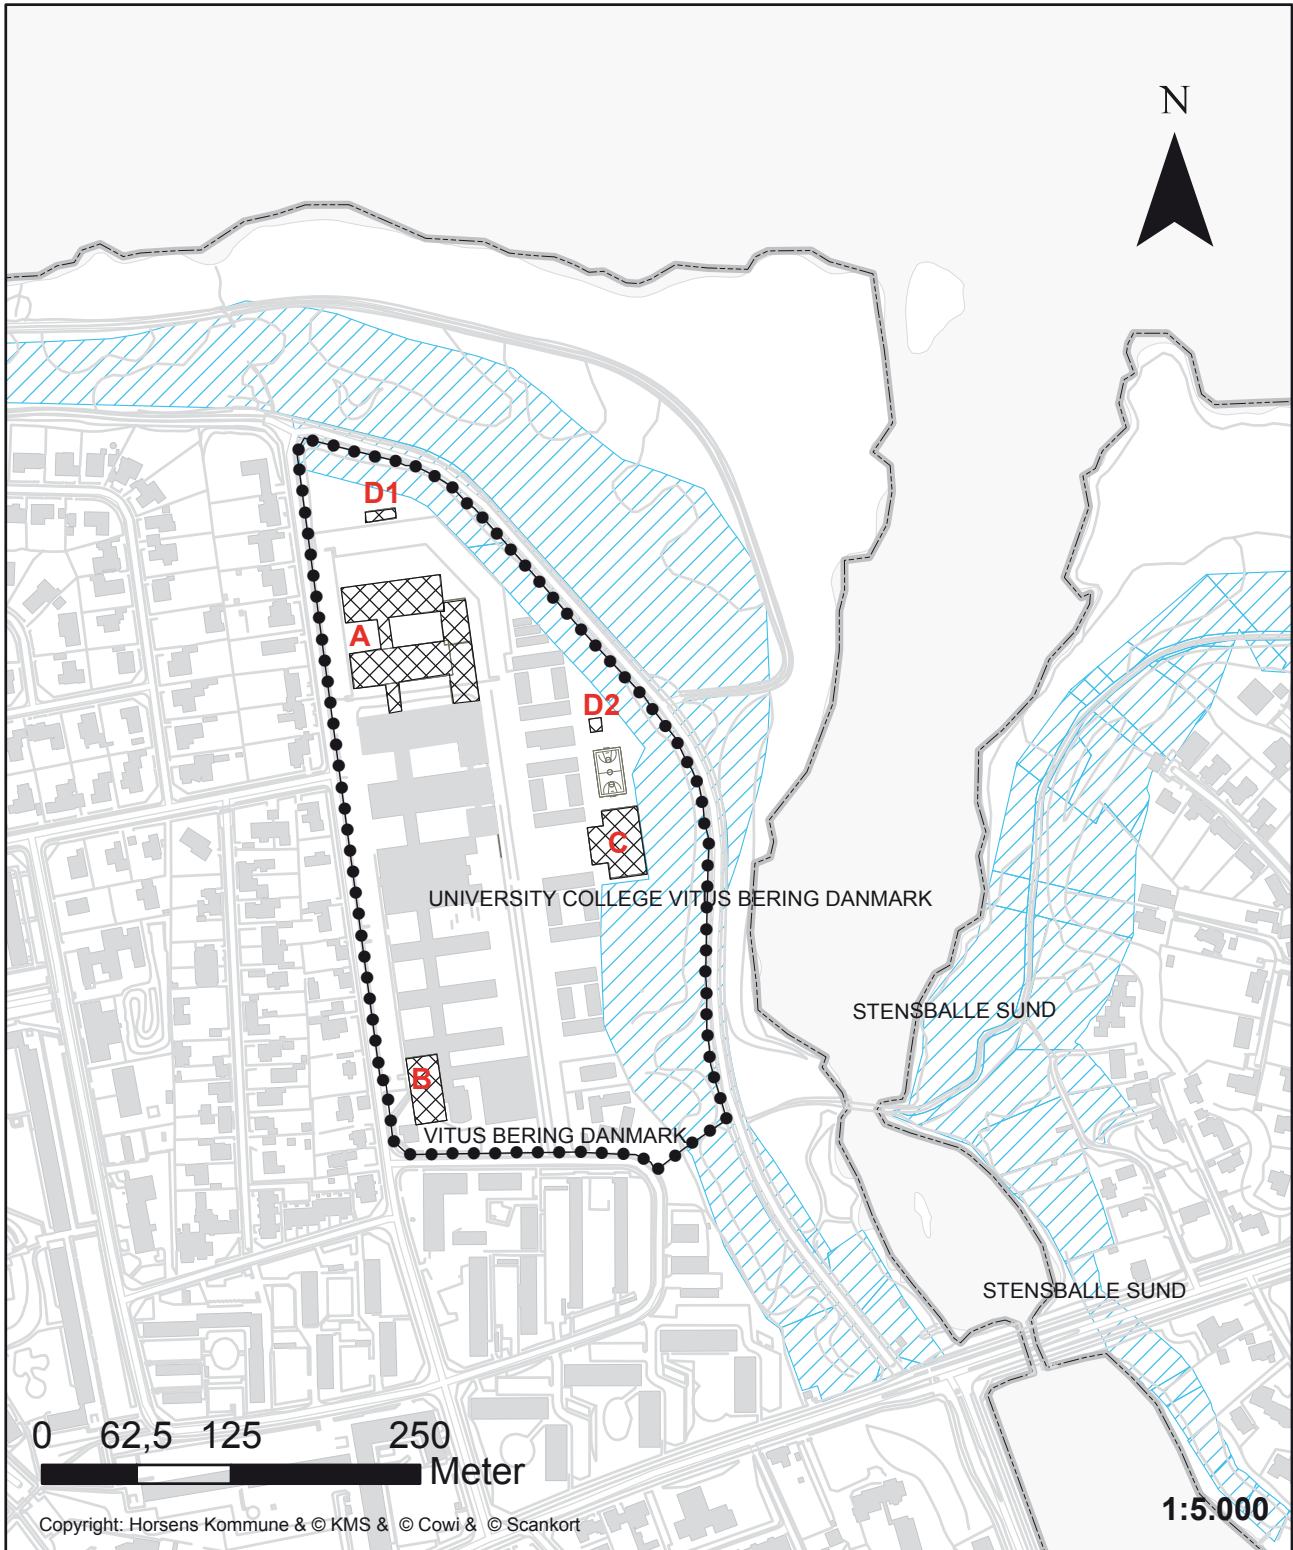 N
D1
A
D2
C
UNIVERSITY COLLEGE VITUS BERING DANMARK
STENSBALLE SUND
B
VITUS BERING DANMARK
STENSBALLE SUND
0 62,5 125 250
Meter
1:5.000
Copyright: Horsens Kommune & © KMS & © Cowi & © Scankort